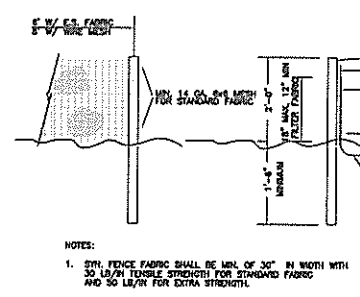 6' W/ E.S. FABRIC
8' W/ WIRE MESH
MIN. 14 GA. 6x6 MESH
FOR STANDARD FABRIC
2'-0"
18" MAX. 12" MIN
FILTER FABRIC
1'-6"
MINIMUM
NOTES:
1. SYN. FENCE FABRIC SHALL BE MIN. OF 30" IN WIDTH WITH
30 LB/IN TENSILE STRENGTH FOR STANDARD FABRIC
AND 50 LB/IN FOR EXTRA STRENGTH.